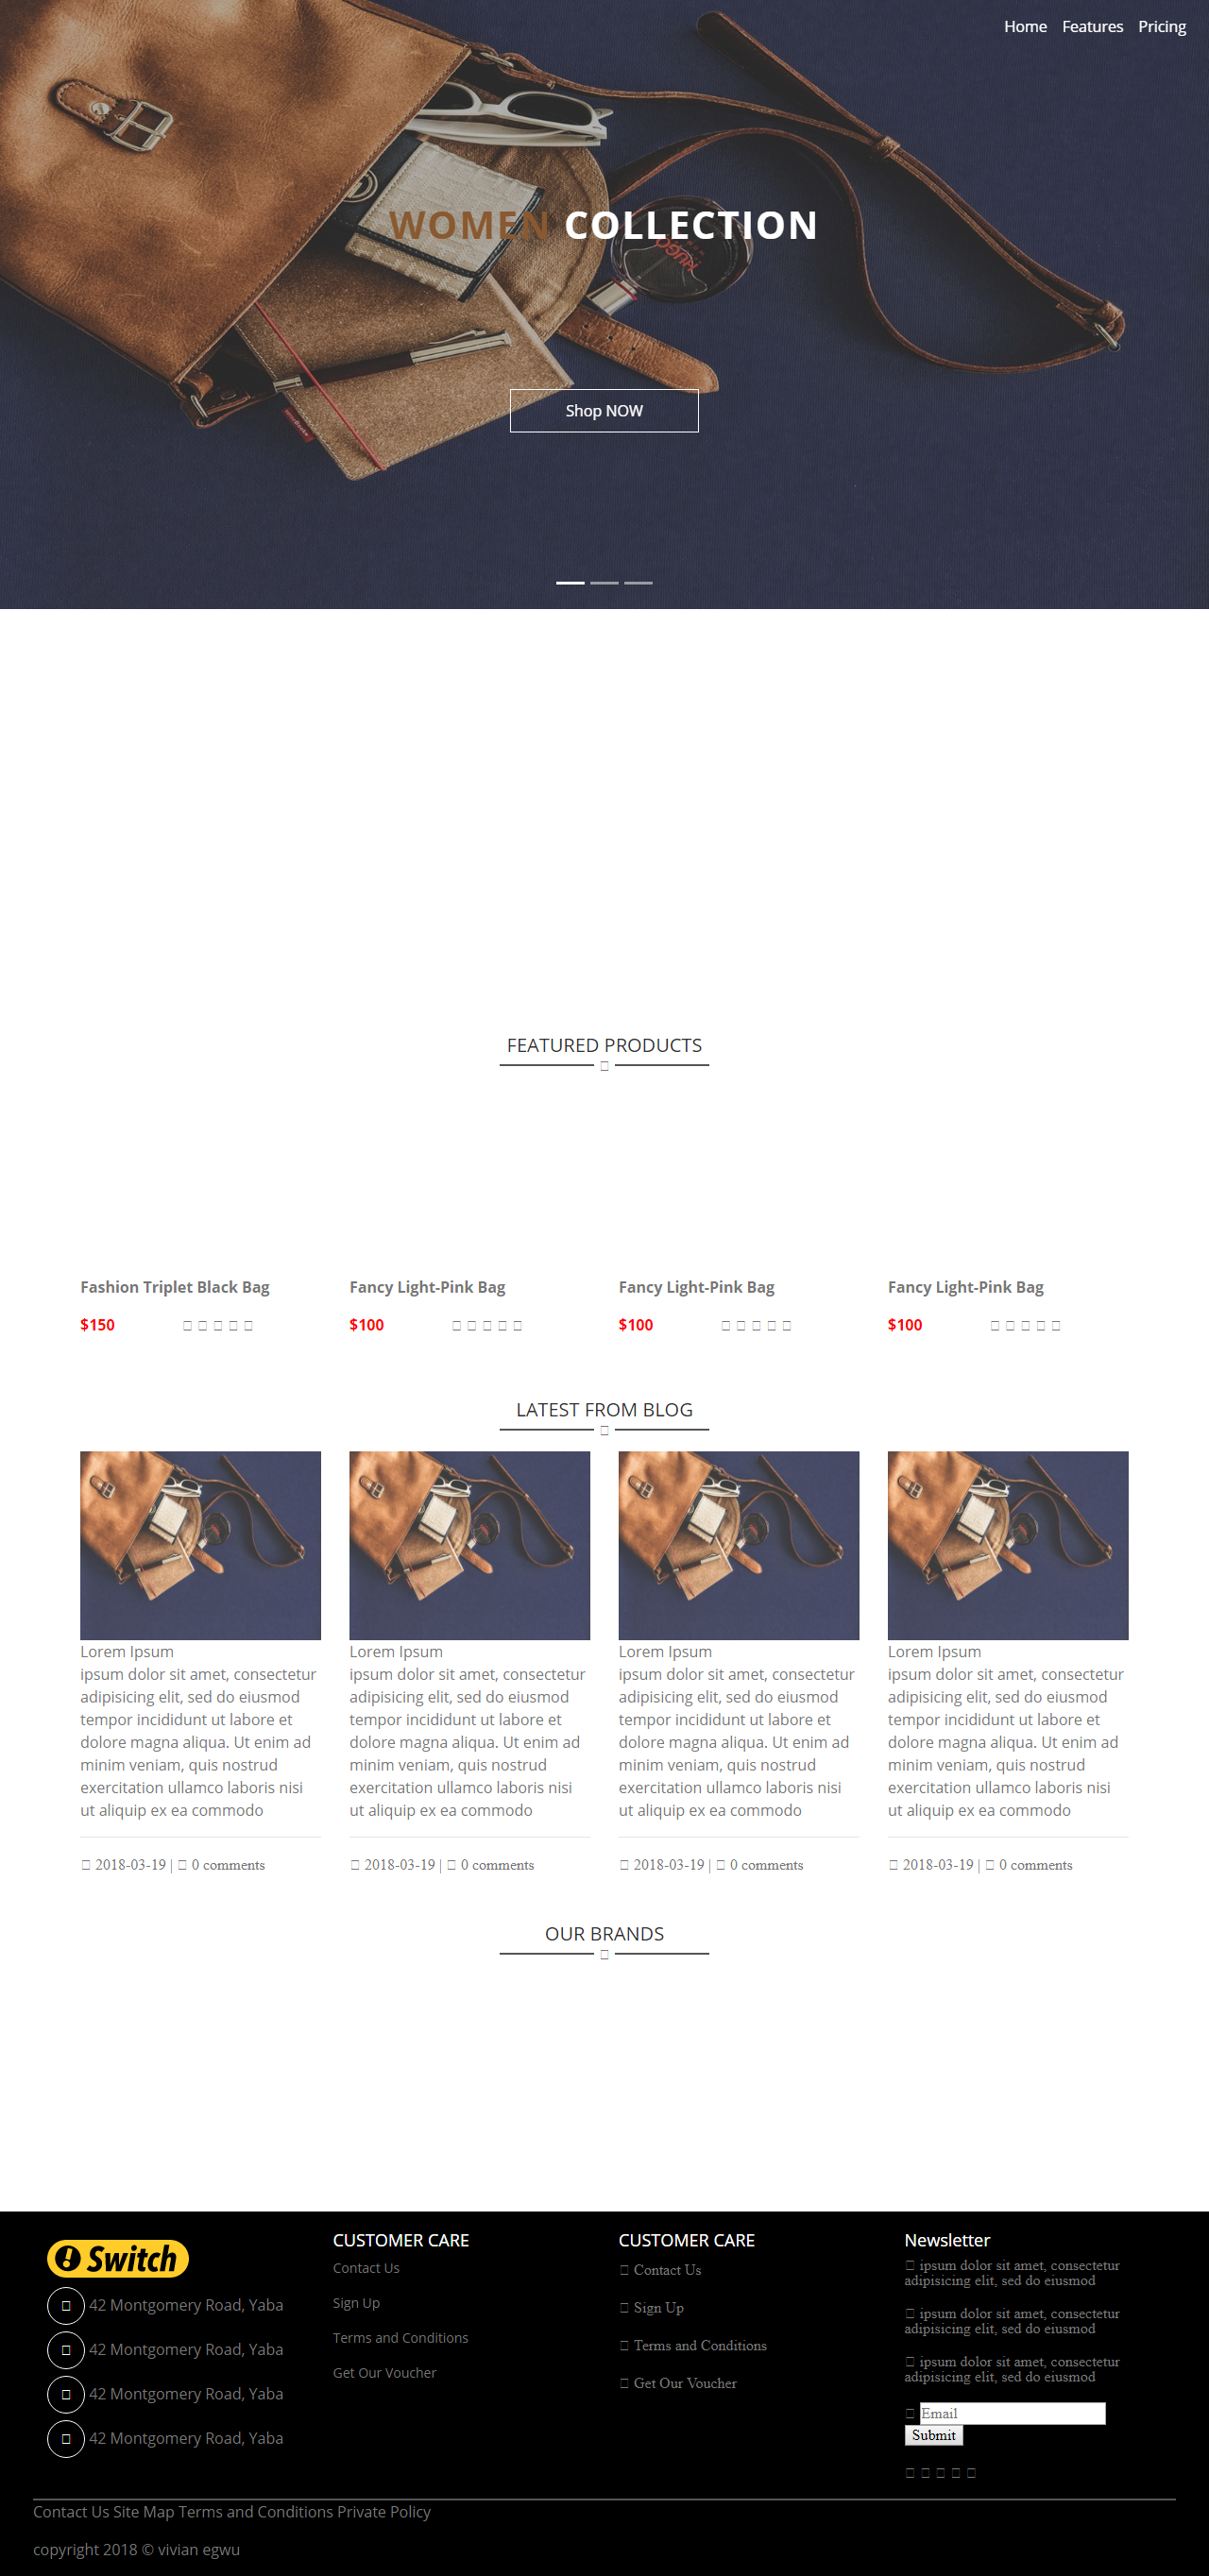 Home Features Pricing
WOMEN COLLECTION
HUGO
Shop NOW
FEATURED PRODUCTS
Fashion Triplet Black Bag
$150
Fancy Light-Pink Bag
$100
Fancy Light-Pink Bag
$100
Fancy Light-Pink Bag
$100
LATEST FROM BLOG
Lorem Ipsum
ipsum dolor sit amet, consectetur
adipisicing elit, sed do eiusmod
tempor incididunt ut labore et
dolore magna aliqua. Ut enim ad
minim veniam, quis nostrud
exercitation ullamco laboris nisi
ut aliquip ex ea commodo
2018-03-19 | 0 comments
Lorem Ipsum
ipsum dolor sit amet, consectetur
adipisicing elit, sed do eiusmod
tempor incididunt ut labore et
dolore magna aliqua. Ut enim ad
minim veniam, quis nostrud
exercitation ullamco laboris nisi
ut aliquip ex ea commodo
2018-03-19 | 0 comments
Lorem Ipsum
ipsum dolor sit amet, consectetur
adipisicing elit, sed do eiusmod
tempor incididunt ut labore et
dolore magna aliqua. Ut enim ad
minim veniam, quis nostrud
exercitation ullamco laboris nisi
ut aliquip ex ea commodo
2018-03-19 | 0 comments
Lorem Ipsum
ipsum dolor sit amet, consectetur
adipisicing elit, sed do eiusmod
tempor incididunt ut labore et
dolore magna aliqua. Ut enim ad
minim veniam, quis nostrud
exercitation ullamco laboris nisi
ut aliquip ex ea commodo
2018-03-19 | 0 comments
OUR BRANDS
Switch
42 Montgomery Road, Yaba
42 Montgomery Road, Yaba
42 Montgomery Road, Yaba
42 Montgomery Road, Yaba
CUSTOMER CARE
Contact Us
Sign Up
Terms and Conditions
Get Our Voucher
CUSTOMER CARE
Contact Us
Sign Up
Terms and Conditions
Get Our Voucher
Newsletter
ipsum dolor sit amet, consectetur
adipisicing elit, sed do eiusmod
ipsum dolor sit amet, consectetur
adipisicing elit, sed do eiusmod
ipsum dolor sit amet, consectetur
adipisicing elit, sed do eiusmod
Email
Submit
Contact Us Site Map Terms and Conditions Private Policy
copyright 2018 © vivian egwu